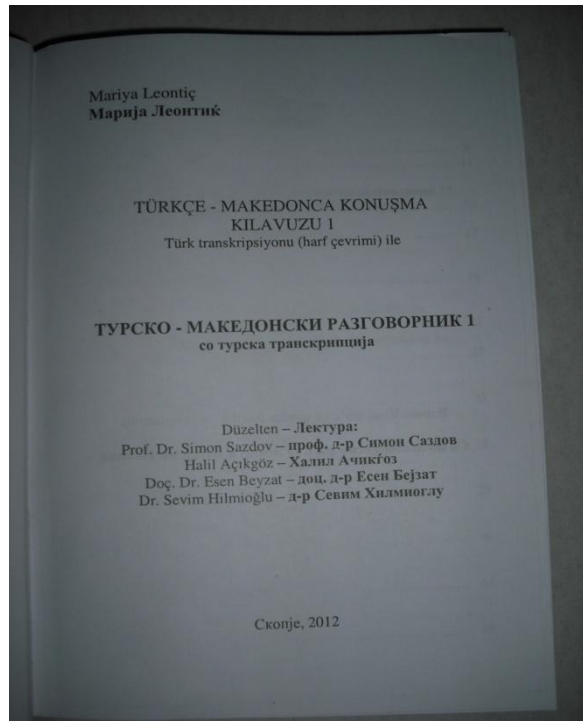 Mariya Leontiç
Марија Леонтиќ
TÜRKÇE - MAKEDONCA KONUŞMA
KILAVUZU 1
Türk transkripsiyonu (harf çevrimi) ile
ТУРСКО - МАКЕДОНСКИ РАЗГОВОРНИК 1
со турска транскрипција
Düzelten – Лектура:
Prof. Dr. Simon Sazdov – проф. д-р Симон Саздов
Halil Açıkgöz – Халил Ачикѓоз
Doç. Dr. Esen Beyzat – доц. д-р Есен Бејзат
Dr. Sevim Hilmioğlu – д-р Севим Хилмиоглу
Скопје, 2012